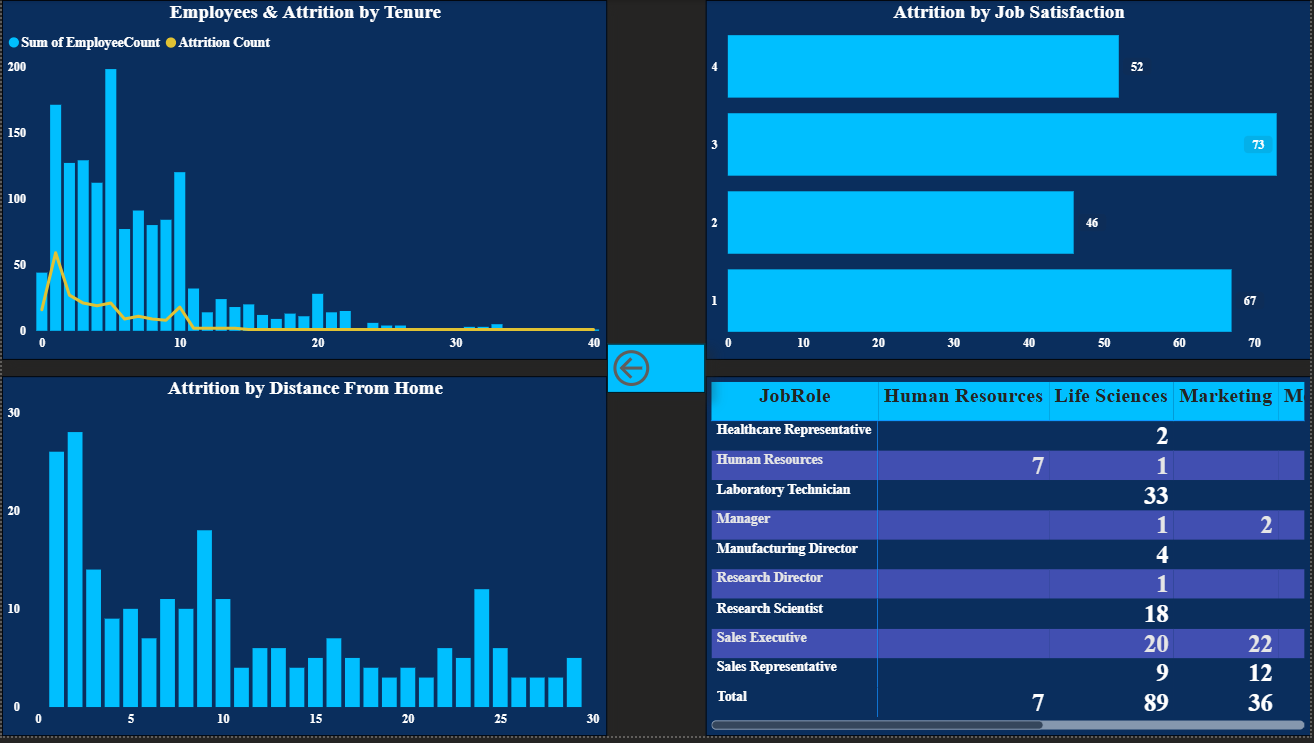 Employees & Attrition by Tenure
Sum of EmployeeCount Attrition Count
200
150
100
50
0
0 10 20 30 40
Attrition by Job Satisfaction
4 52
3 73
2 46
1 67
0 10 20 30 40 50 60 70
Attrition by Distance From Home
30
20
10
0
0 5 10 15 20 25 30
JobRole Human Resources Life Sciences Marketing M
Healthcare Representative 2
Human Resources 7 1
Laboratory Technician 33
Manager 1 2
Manufacturing Director 4
Research Director 1
Research Scientist 18
Sales Executive 20 22
Sales Representative 9 12
Total 7 89 36